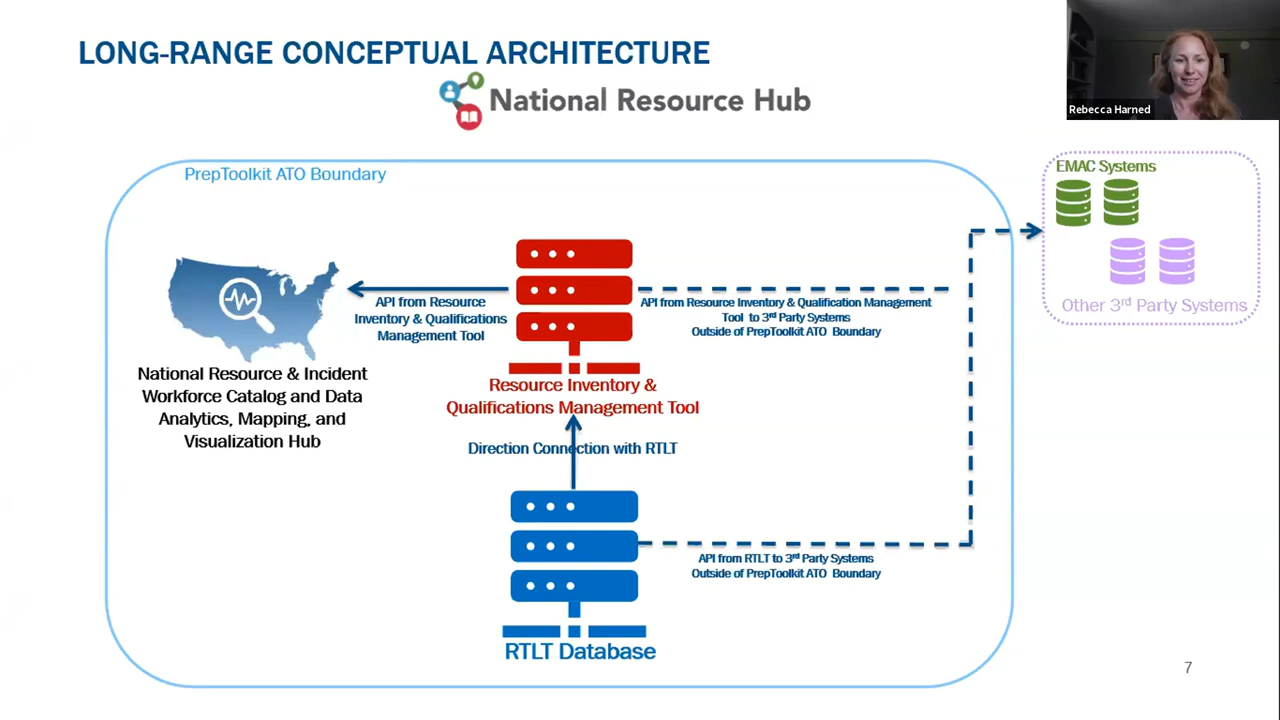 LONG-RANGE CONCEPTUAL ARCHITECTURE
National Resource Hub
Rebecca Harned
PrepToolkit ATO Boundary
EMAC Systems
Other 3rd Party Systems
API from Resource
Inventory & Qualifications
Management Tool
API from Resource Inventory & Qualification Management
Tool to 3rd Party Systems
Outside of PrepToolkit ATO Boundary
National Resource & Incident
Workforce Catalog and Data
Analytics, Mapping, and
Visualization Hub
Resource Inventory &
Qualifications Management Tool
Direction Connection with RTLT
API from RTLT to 3rd Party Systems
Outside of PrepToolkit ATO Boundary
RTLT Database
7